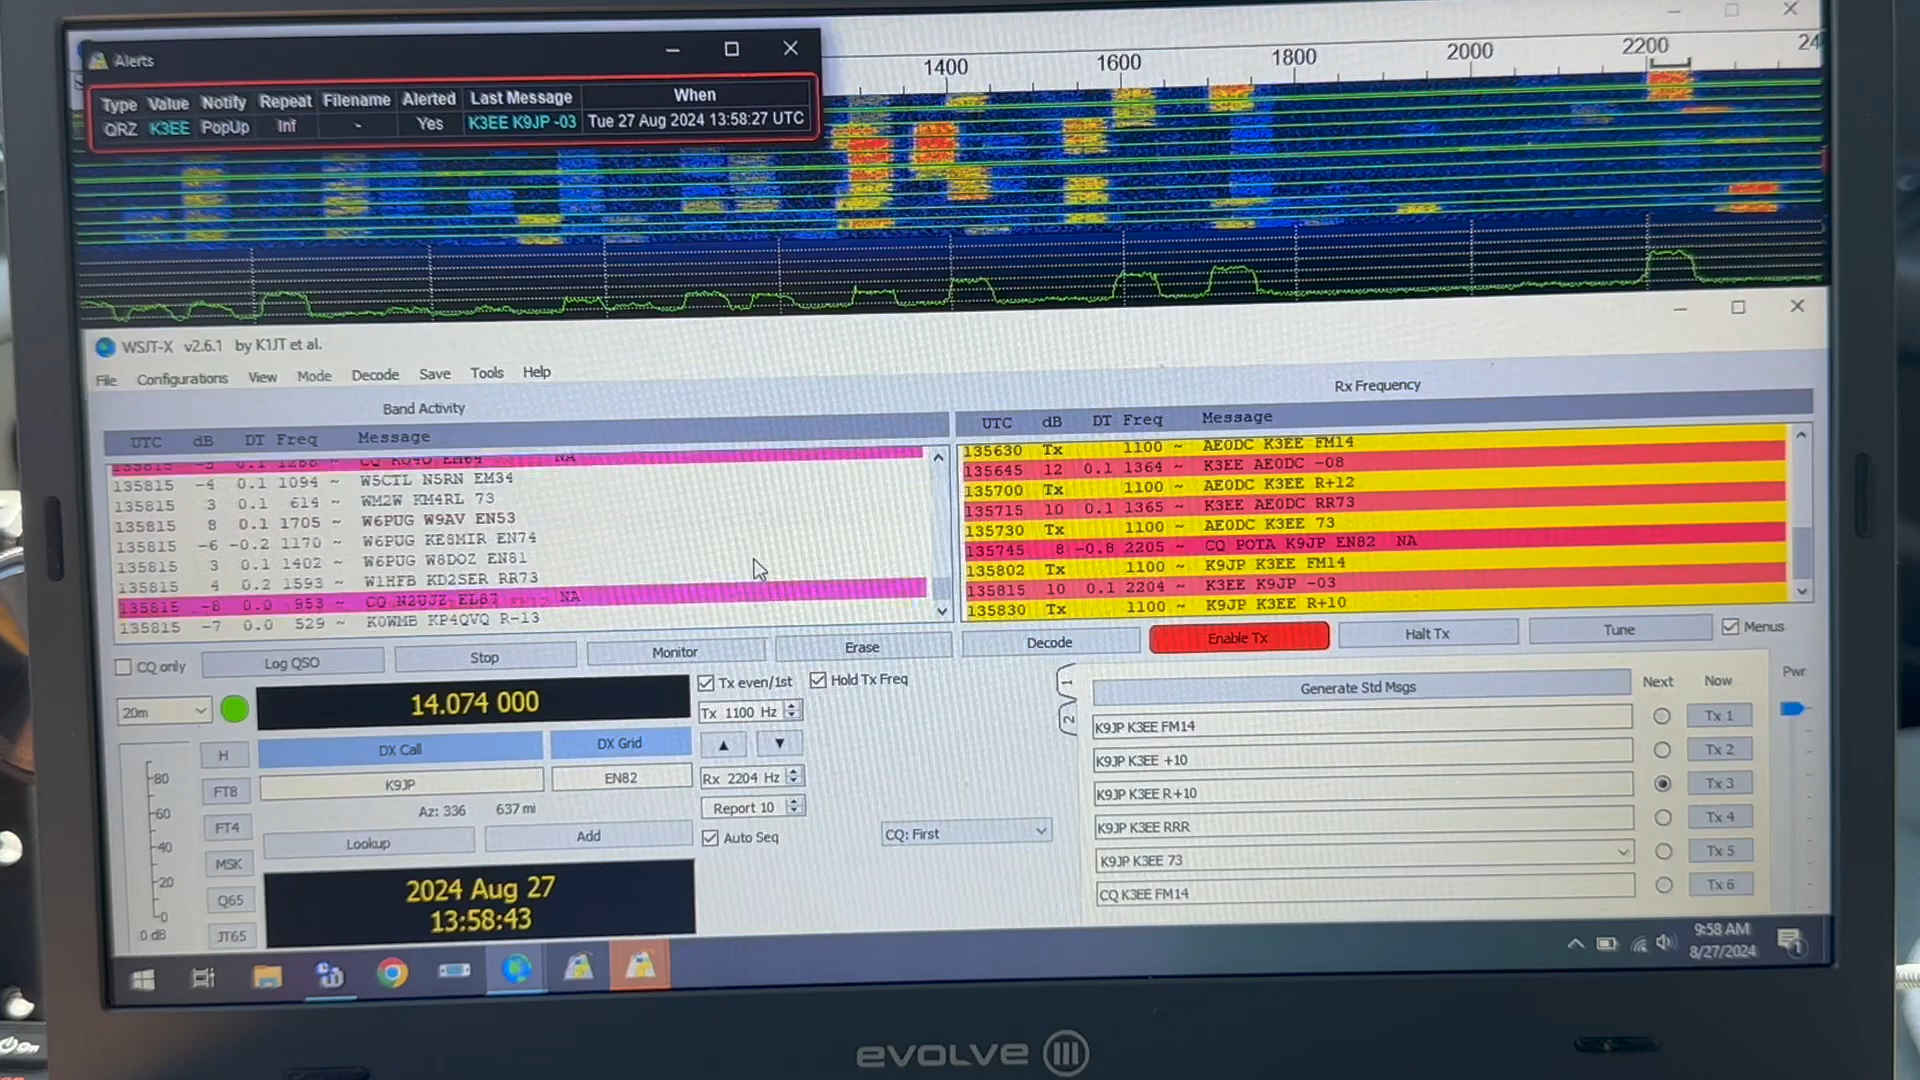 Alerts
Type Value Notify Repeat Filename Alerted Last Message When
QRZ K3EE PopUp Inf - Yes K3EE K9JP -03 Tue 27 Aug 2024 13:58:27 UTC
1400 1600 1800 2000 2200 24
WSJT-X v2.6.1 by K1JT et al.
File Configurations View Mode Decode Save Tools Help
Band Activity
UTC dB DT Freq Message
135815 -4 0.1 1094 ~ W5CTL N5RN EM34
135815 3 0.1 614 ~ WM2W KM4RL 73
135815 8 0.1 1705 ~ W6PUG W9AV EN53
135815 -6 -0.2 1170 ~ W6PUG KE8MIR EN74
135815 3 0.1 1402 ~ W6PUG W8DOZ EN81
135815 4 0.2 1593 ~ W1HFB KD2SER RR73
135815 -8 0.0 953 ~ CQ N2UJZ EL87 NA
135815 -7 0.0 529 ~ K0WMB KP4QVQ R-13
Rx Frequency
UTC dB DT Freq Message
135630 Tx 1100 ~ AE0DC K3EE FM14
135645 12 0.1 1364 ~ K3EE AE0DC -08
135700 Tx 1100 ~ AE0DC K3EE R+12
135715 10 0.1 1365 ~ K3EE AE0DC RR73
135730 Tx 1100 ~ AE0DC K3EE 73
135745 8 -0.8 2205 ~ CQ POTA K9JP EN82 NA
135802 Tx 1100 ~ K9JP K3EE FM14
135815 10 0.1 2204 ~ K3EE K9JP -03
135830 Tx 1100 ~ K9JP K3EE R+10
CQ only Log QSO Stop Monitor Erase Decode Enable Tx Halt Tx Tune Menus
20m 14.074 000
Tx even/1st Hold Tx Freq
Tx 1100 Hz
H DX Call DX Grid
FT8 K9JP EN82 Rx 2204 Hz
Az: 336 637 mi Report 10
FT4 Lookup Add Auto Seq CQ: First
MSK
Q65
JT65
2024 Aug 27
13:58:43
80
60
40
20
0
0 dB
1
2
Generate Std Msgs Next Now Pwr
K9JP K3EE FM14 Tx 1
K9JP K3EE +10 Tx 2
K9JP K3EE R+10 Tx 3
K9JP K3EE RRR Tx 4
K9JP K3EE 73 Tx 5
CQ K3EE FM14 Tx 6
9:58 AM
8/27/2024
1
On
EVOLVE III